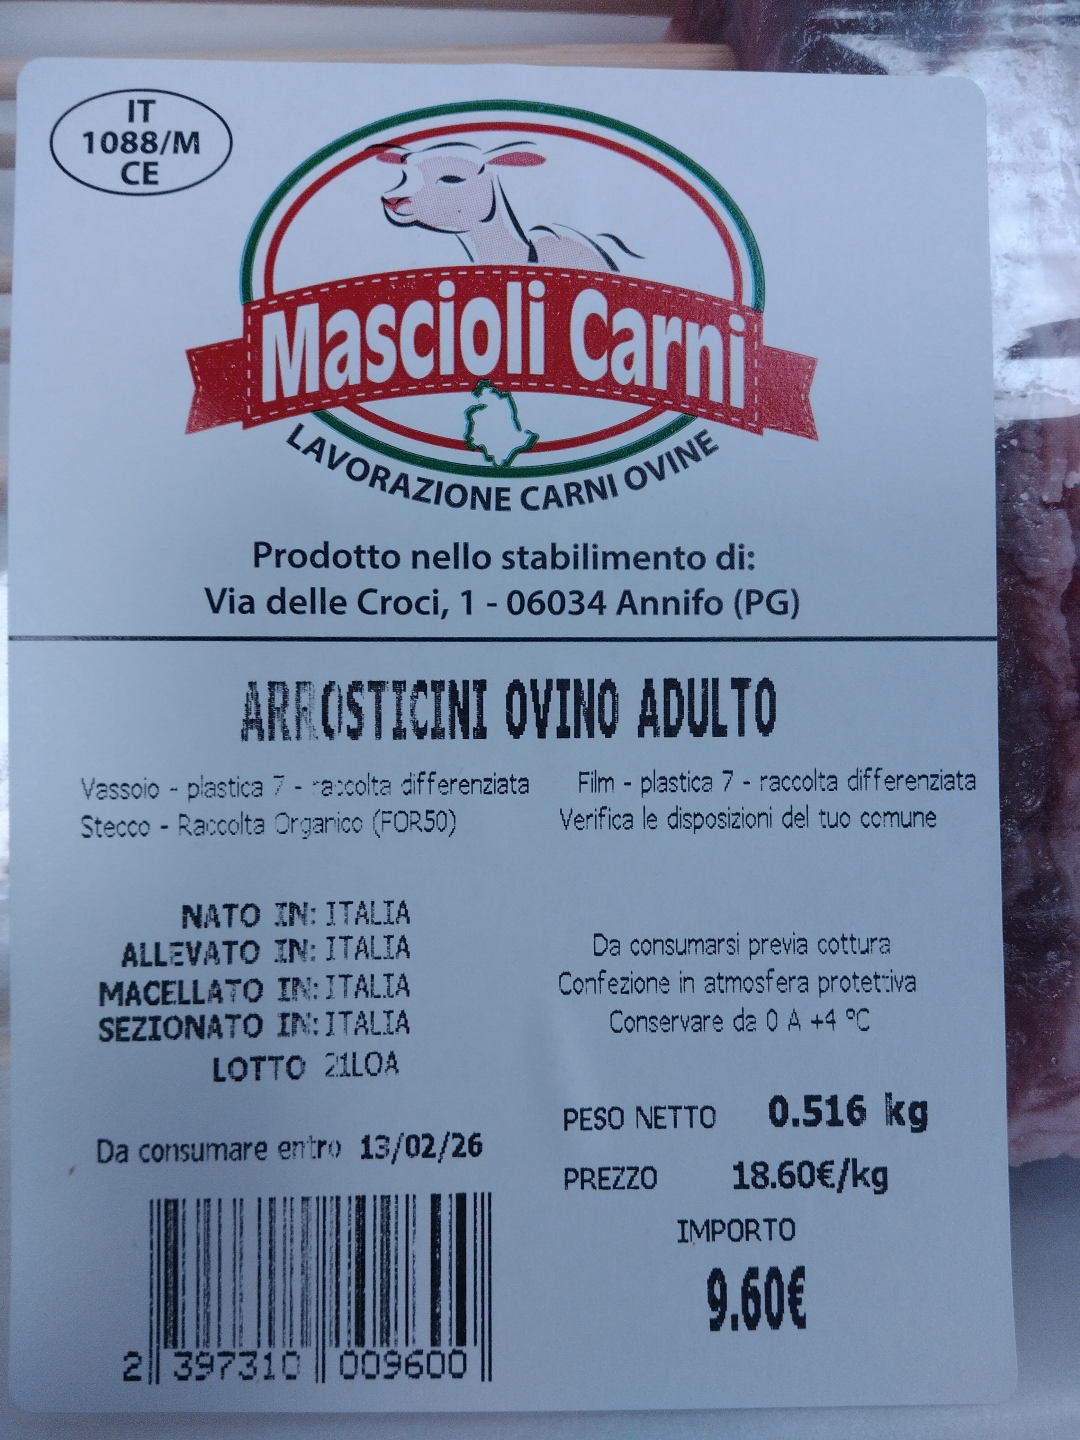 IT
1088/M
CE
Mascioli Carni
LAVORAZIONE CARNI OVINE
Prodotto nello stabilimento di:
Via delle Croci, 1 - 06034 Annifo (PG)
ARROSTICINI OVINO ADULTO
Vassoio - plastica 7 - raccolta differenziata
Stecco - Raccolta Organico (FOR50)
Film - plastica 7 - raccolta differenziata
Verifica le disposizioni del tuo comune
NATO IN: ITALIA
ALLEVATO IN: ITALIA
MACELLATO IN: ITALIA
SEZIONATO IN: ITALIA
LOTTO 21LOA
Da consumarsi previa cottura
Confezione in atmosfera protettiva
Conservare da 0 A +4 °C
Da consumare entro 13/02/26
PESO NETTO 0.516 kg
PREZZO 18.60€/kg
IMPORTO
9.60€
2 397310 009600